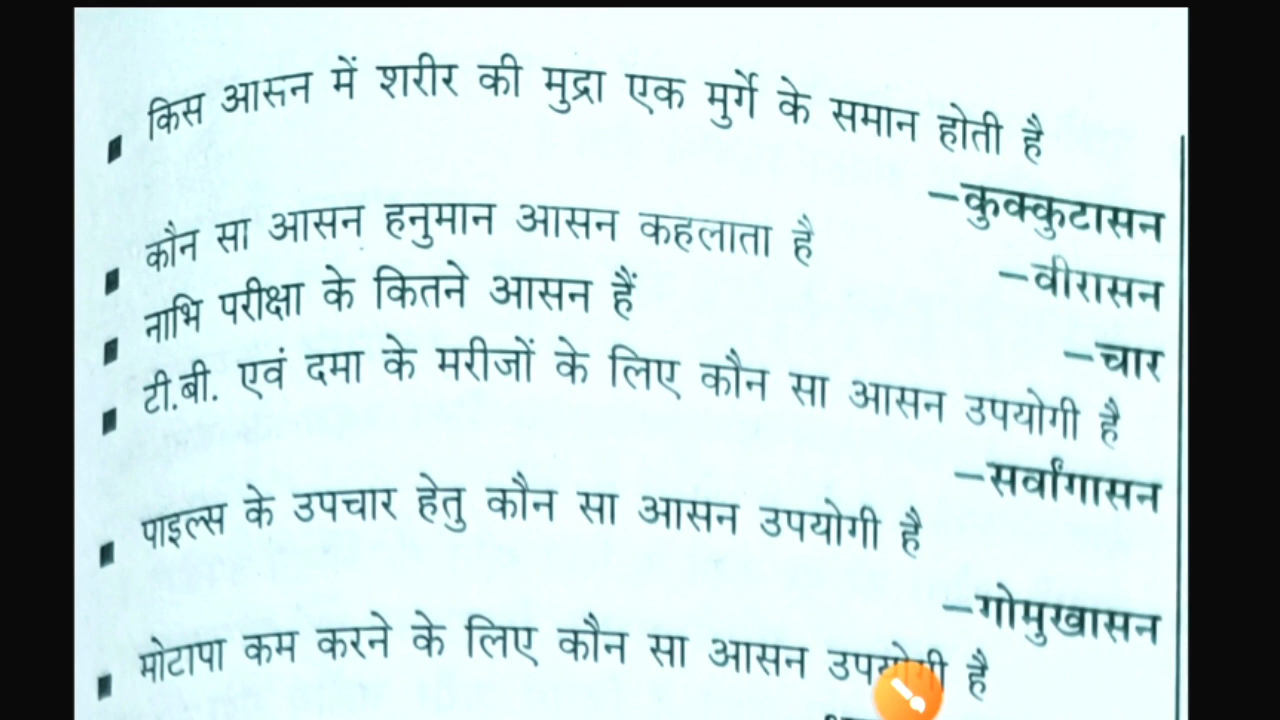 ▪ किस आसन में शरीर की मुद्रा एक मुर्गे के समान होती है
–कुक्कुटासन
▪ कौन सा आसन हनुमान आसन कहलाता है
–वीरासन
▪ नाभि परीक्षा के कितने आसन हैं
–चार
▪ टी.बी. एवं दमा के मरीजों के लिए कौन सा आसन उपयोगी है
–सर्वांगासन
▪ पाइल्स के उपचार हेतु कौन सा आसन उपयोगी है
–गोमुखासन
▪ मोटापा कम करने के लिए कौन सा आसन उपयोगी है